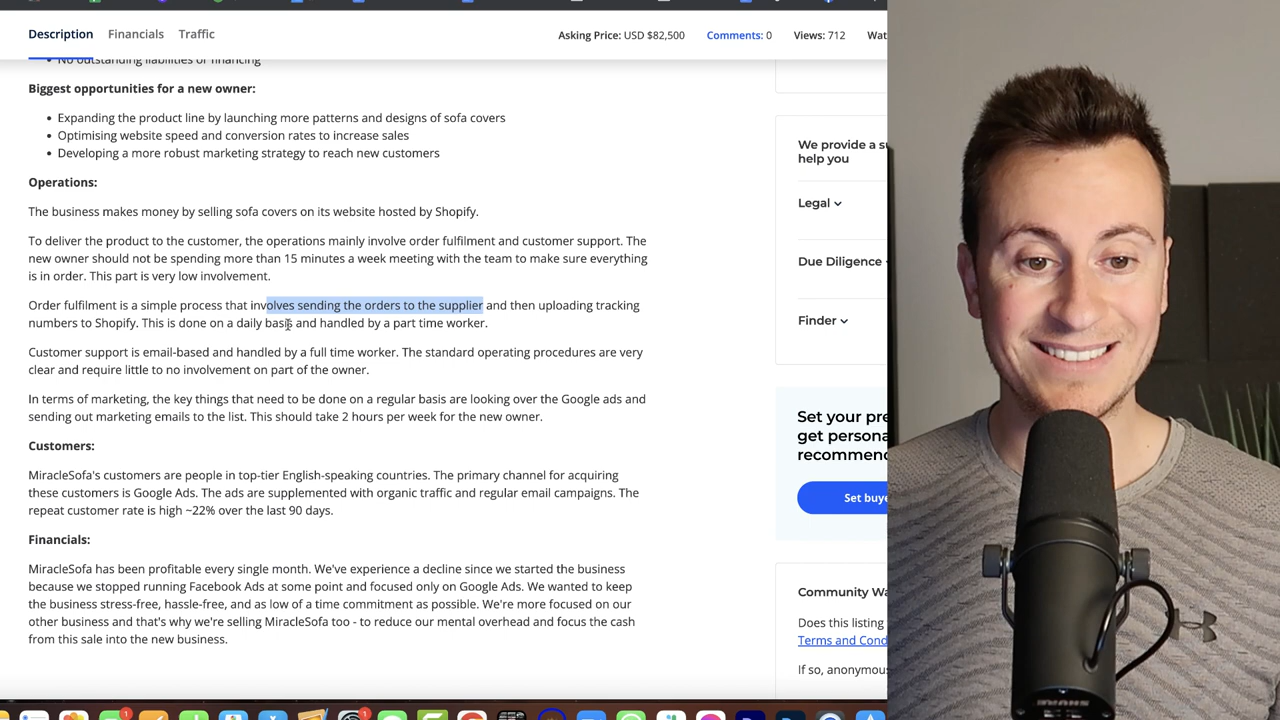 Description Financials Traffic
Asking Price: USD $82,500 Comments: 0 Views: 712
No outstanding liabilities or financing
Biggest opportunities for a new owner:
Expanding the product line by launching more patterns and designs of sofa covers
Optimising website speed and conversion rates to increase sales
Developing a more robust marketing strategy to reach new customers
Operations:
The business makes money by selling sofa covers on its website hosted by Shopify.
To deliver the product to the customer, the operations mainly involve order fulfilment and customer support. The
new owner should not be spending more than 15 minutes a week meeting with the team to make sure everything
is in order. This part is very low involvement.
Order fulfilment is a simple process that involves sending the orders to the supplier and then uploading tracking
numbers to Shopify. This is done on a daily basis and handled by a part time worker.
Customer support is email-based and handled by a full time worker. The standard operating procedures are very
clear and require little to no involvement on part of the owner.
In terms of marketing, the key things that need to be done on a regular basis are looking over the Google ads and
sending out marketing emails to the list. This should take 2 hours per week for the new owner.
Customers:
MiracleSofa's customers are people in top-tier English-speaking countries. The primary channel for acquiring
these customers is Google Ads. The ads are supplemented with organic traffic and regular email campaigns. The
repeat customer rate is high ~22% over the last 90 days.
Financials:
MiracleSofa has been profitable every single month. We've experience a decline since we started the business
because we stopped running Facebook Ads at some point and focused only on Google Ads. We wanted to keep
the business stress-free, hassle-free, and as low of a time commitment as possible. We're more focused on our
other business and that's why we're selling MiracleSofa too - to reduce our mental overhead and focus the cash
from this sale into the new business.
We provide a
help you
Legal
Due Diligence
Finder
Set your
get
Set
Community
Does this listing
Terms and
If so,